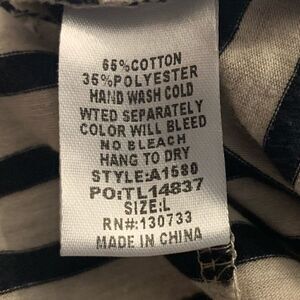 65%COTTON
35%POLYESTER
HAND WASH COLD
WTED SEPARATELY
COLOR WILL BLEED
NO BLEACH
HANG TO DRY
STYLE:A1580
PO:TL14837
SIZE:L
RN#:130733
MADE IN CHINA